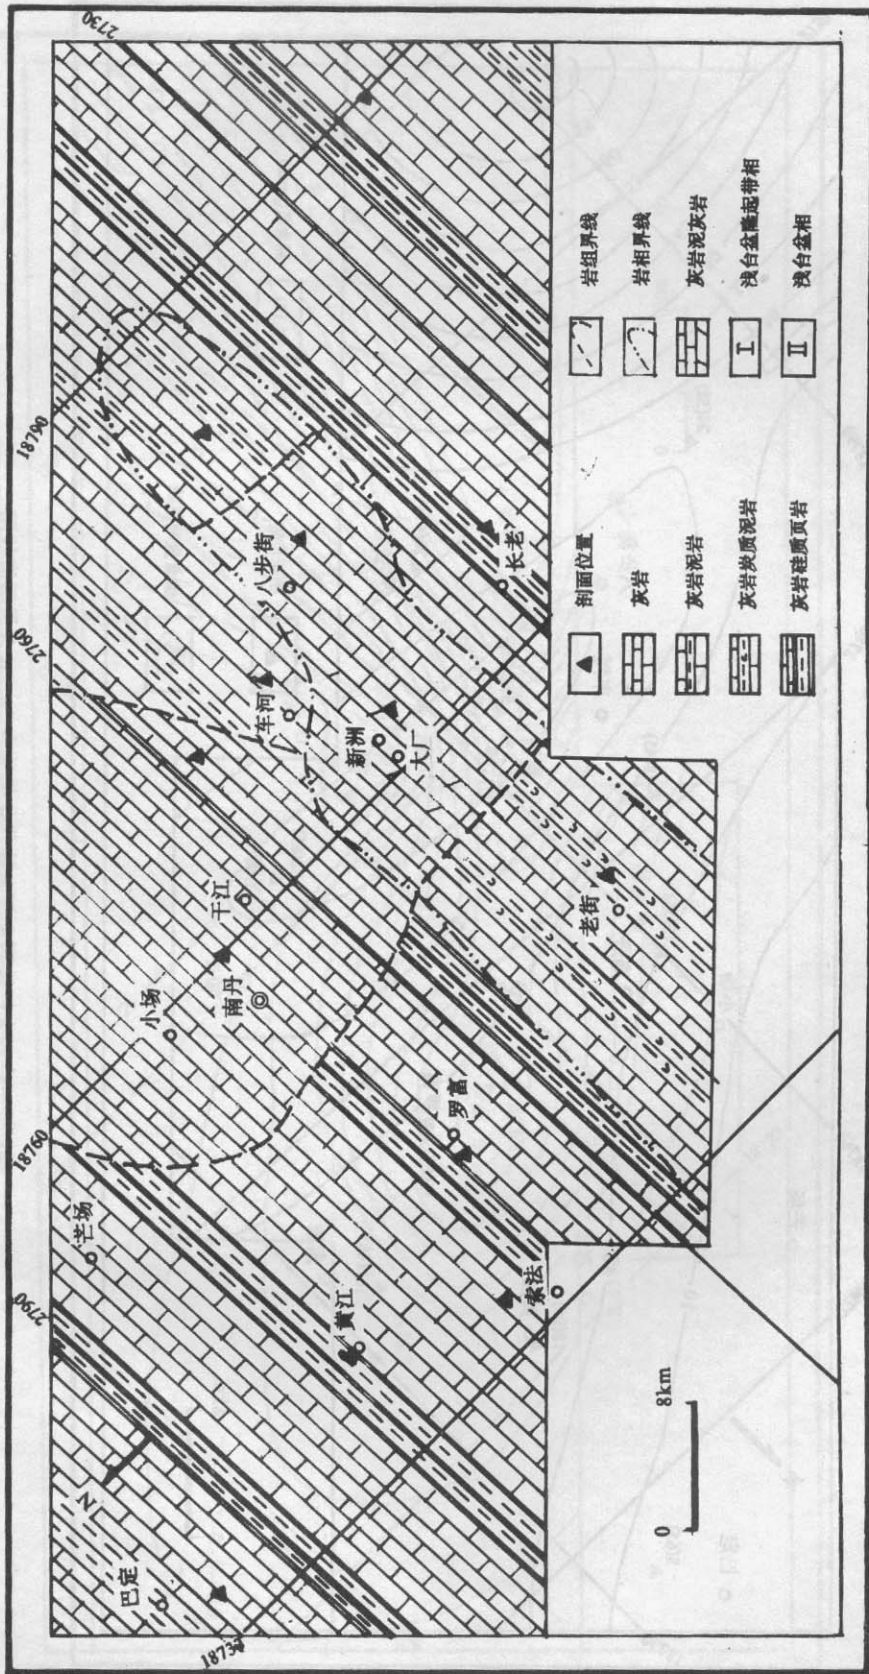 18730
2790
18760
2760
18790
2730
N
巴定
芒场
黄江
小场
南丹
干江
罗富
索法
车河
新洲
大厂
八步街
长老
老街
0
8km
剖面位置
灰岩
灰岩泥岩
灰岩炭质泥岩
灰岩硅质页岩
岩组界线
岩相界线
灰岩泥灰岩
I
浅台盆隆起带相
II
浅台盆相